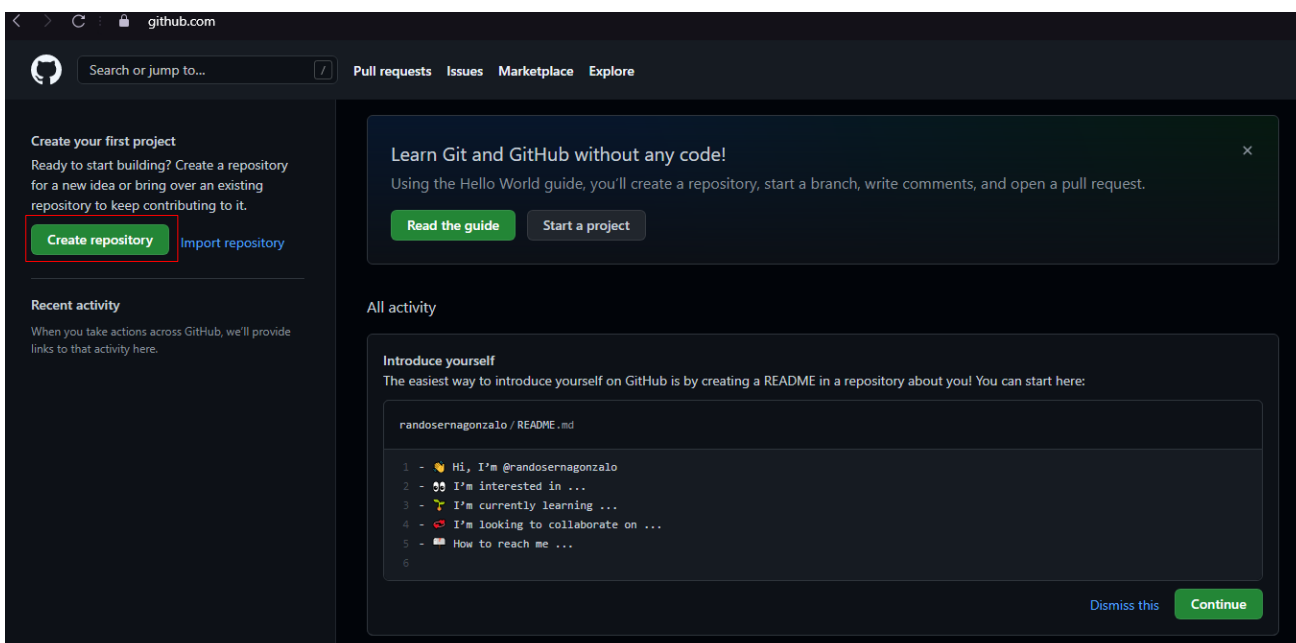 github.com
Search or jump to...
/
Pull requests Issues Marketplace Explore
Create your first project
Ready to start building? Create a repository
for a new idea or bring over an existing
repository to keep contributing to it.
Create repository Import repository
Recent activity
When you take actions across GitHub, we'll provide
links to that activity here.
Learn Git and GitHub without any code!
Using the Hello World guide, you'll create a repository, start a branch, write comments, and open a pull request.
Read the guide Start a project
All activity
Introduce yourself
The easiest way to introduce yourself on GitHub is by creating a README in a repository about you! You can start here:
randosernagonzalo/README.md
1 - 👋 Hi, I'm @randosernagonzalo
2 - 👀 I'm interested in ...
3 - 🌱 I'm currently learning ...
4 - 💞️ I'm looking to collaborate on ...
5 - 📫 How to reach me ...
6
Dismiss this Continue